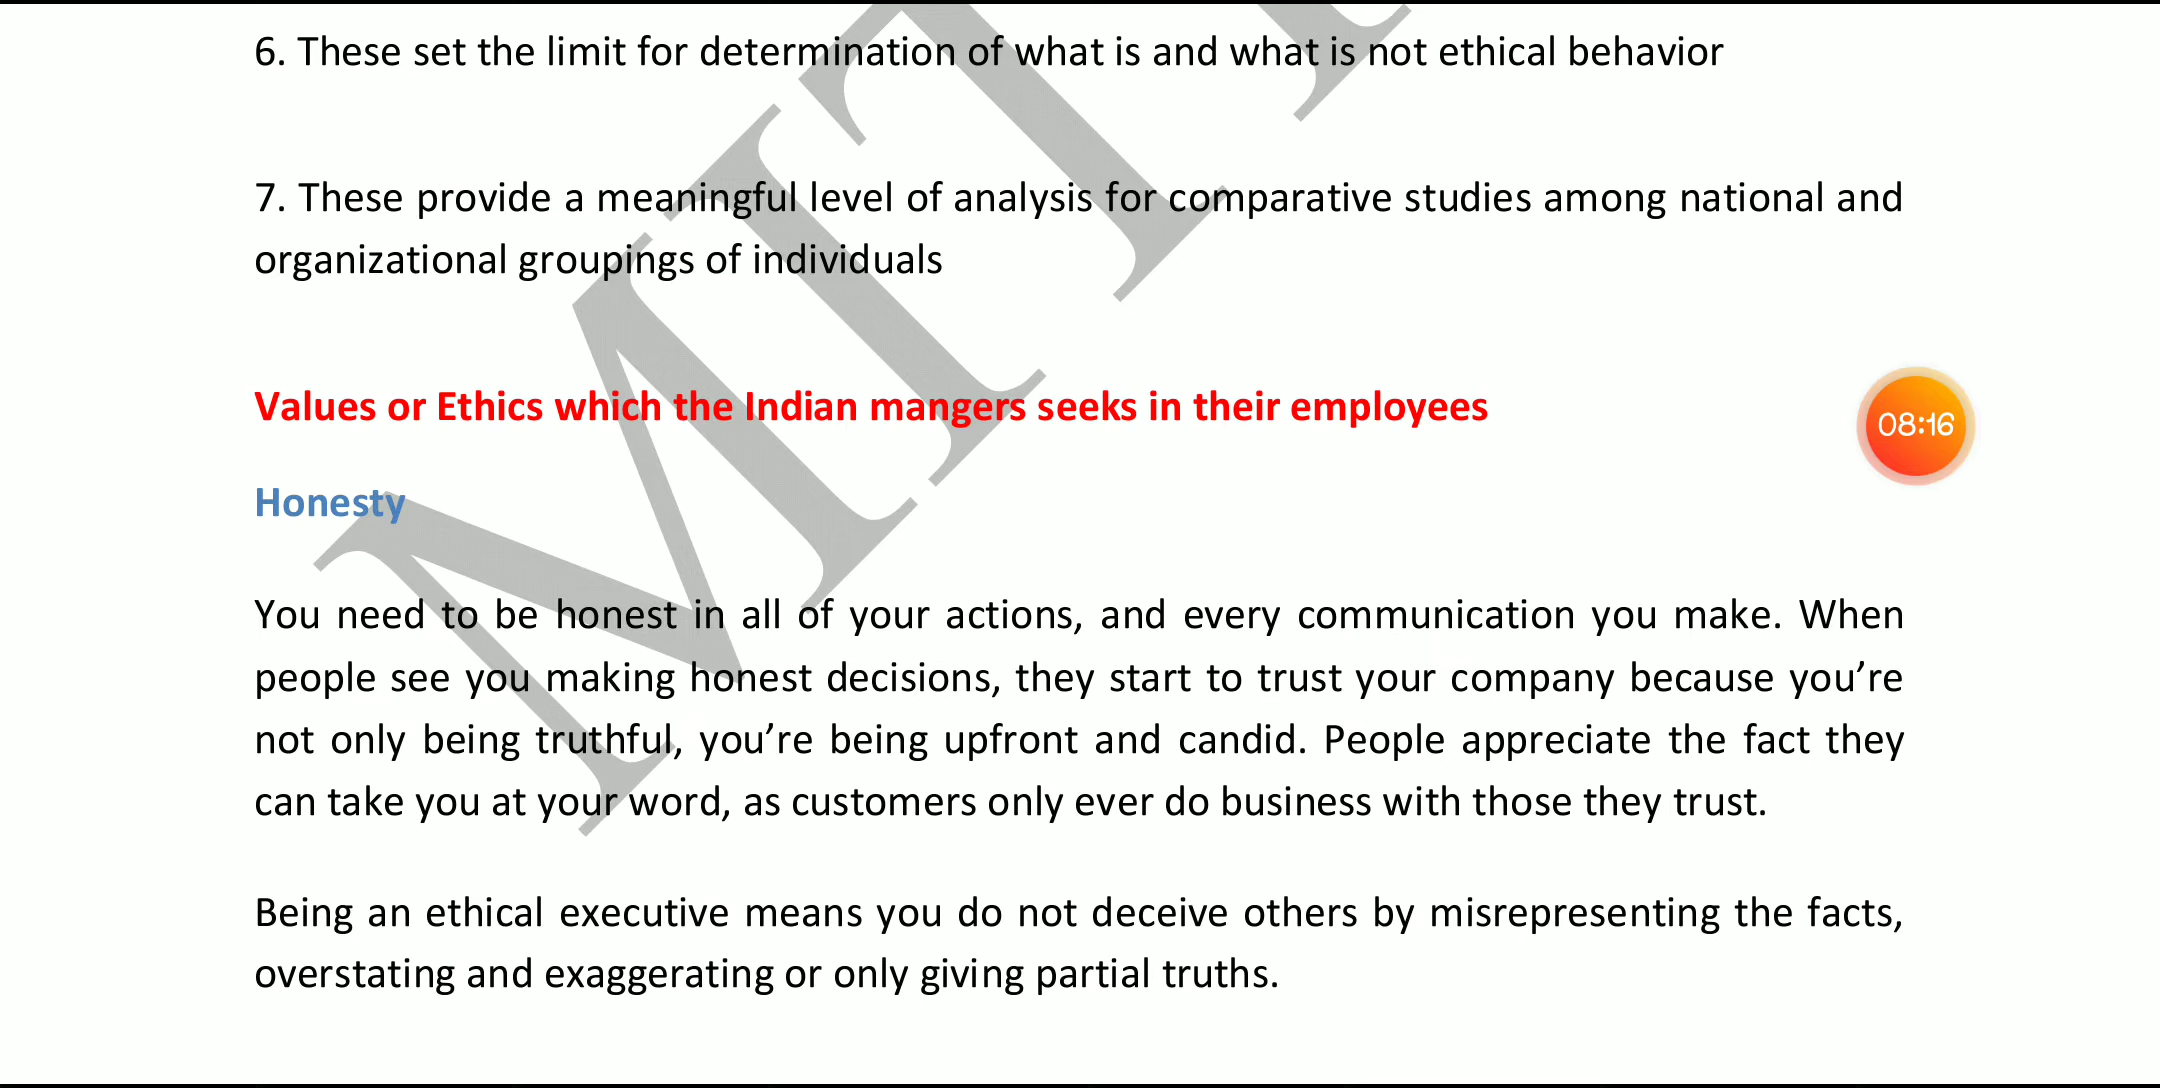 6. These set the limit for determination of what is and what is not ethical behavior
7. These provide a meaningful level of analysis for comparative studies among national and
organizational groupings of individuals
Values or Ethics which the Indian mangers seeks in their employees
08:16
Honesty
You need to be honest in all of your actions, and every communication you make. When
people see you making honest decisions, they start to trust your company because you’re
not only being truthful, you’re being upfront and candid. People appreciate the fact they
can take you at your word, as customers only ever do business with those they trust.
Being an ethical executive means you do not deceive others by misrepresenting the facts,
overstating and exaggerating or only giving partial truths.